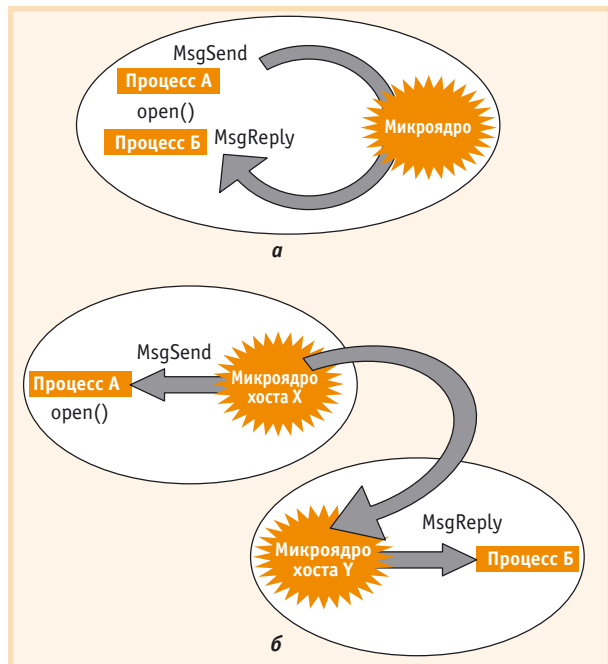 MsgSend
Процесс А
open()
Процесс Б
MsgReply
Микроядро
а
MsgSend
Процесс А
open()
Микроядро
хоста X
MsgReply
Микроядро
хоста Y
Процесс Б
б